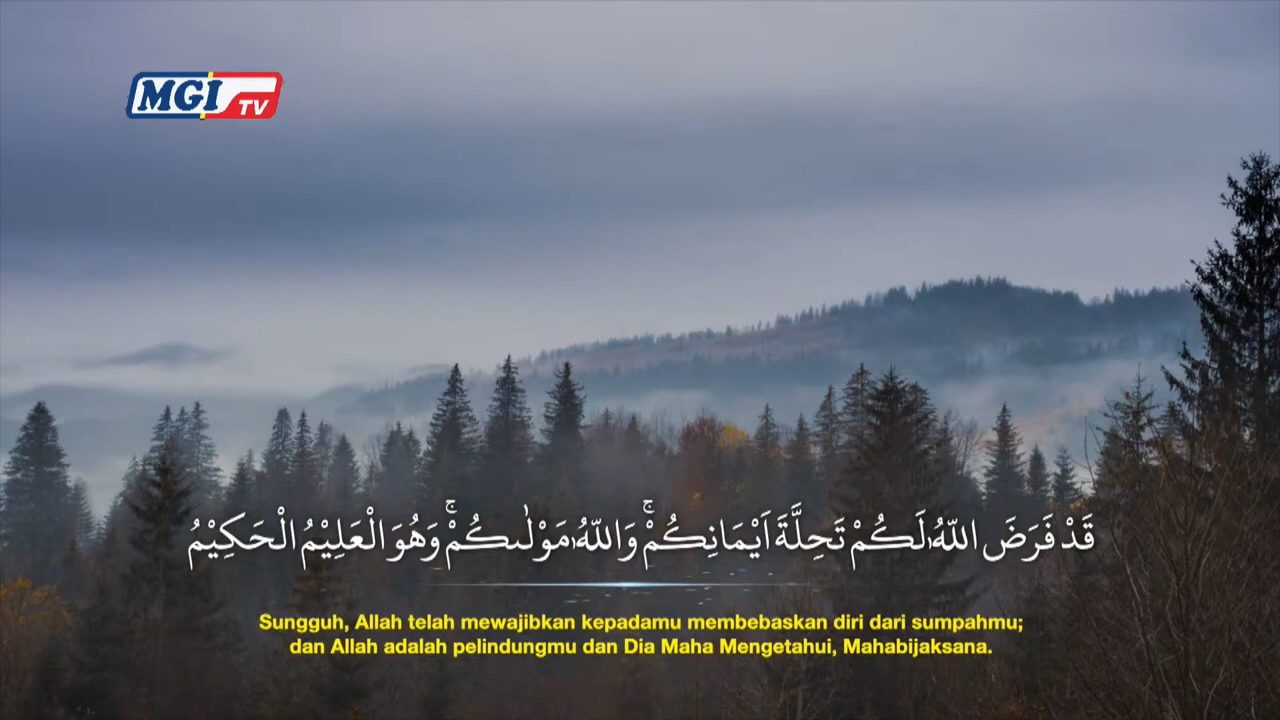 MGI TV
قَدْ فَرَضَ اللّٰهُ لَكُمْ تَحِلَّةَ اَيْمَانِكُمْۚ وَاللّٰهُ مَوْلٰىكُمْۚ وَهُوَ الْعَلِيْمُ الْحَكِيْمُ
Sungguh, Allah telah mewajibkan kepadamu membebaskan diri dari sumpahmu;
dan Allah adalah pelindungmu dan Dia Maha Mengetahui, Mahabijaksana.